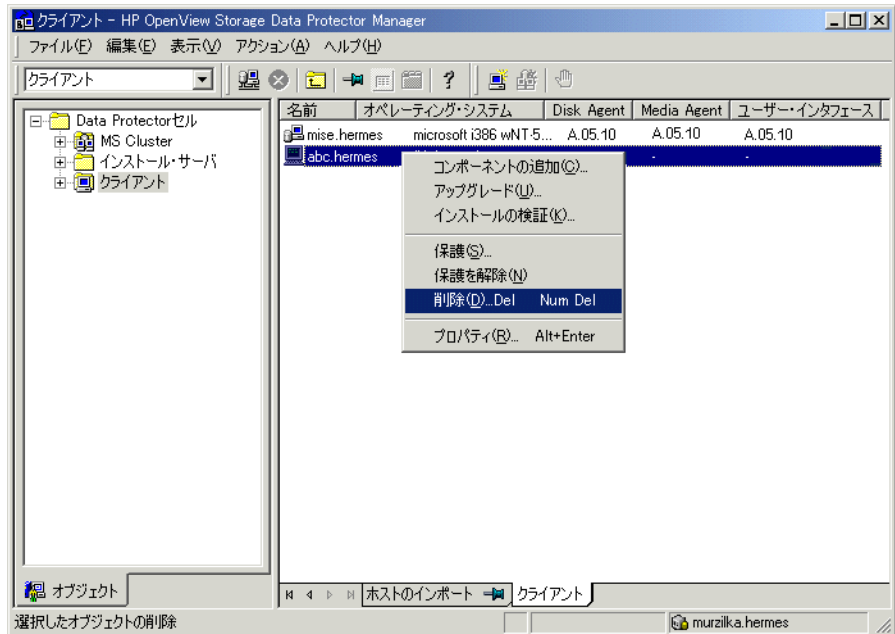 クライアント - HP OpenView Storage Data Protector Manager
ファイル(F) 編集(E) 表示(V) アクション(A) ヘルプ(H)
クライアント
Data Protectorセル
MS Cluster
インストール・サーバ
クライアント
名前 オペレーティング・システム Disk Agent Media Agent ユーザー・インタフェース
mise.hermes microsoft i386 wNT-5... A.05.10 A.05.10 A.05.10
abc.hermes - -
コンポーネントの追加(C)...
アップグレード(U)...
インストールの検証(K)...
保護(S)...
保護を解除(N)
削除(D)...Del Num Del
プロパティ(R)... Alt+Enter
オブジェクト
ホストのインポート クライアント
選択したオブジェクトの削除
murzilka.hermes